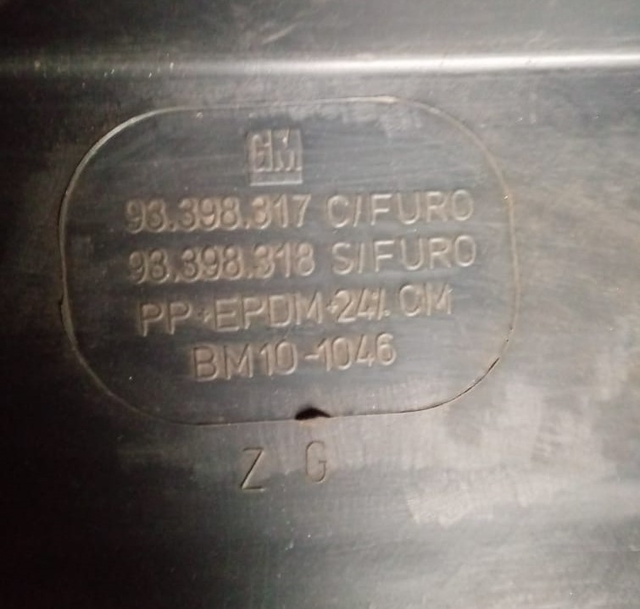 GM
93.398.317 C/FURO
93.398.318 S/FURO
PP+EPDM+24% CM
BM10-1046
Z G